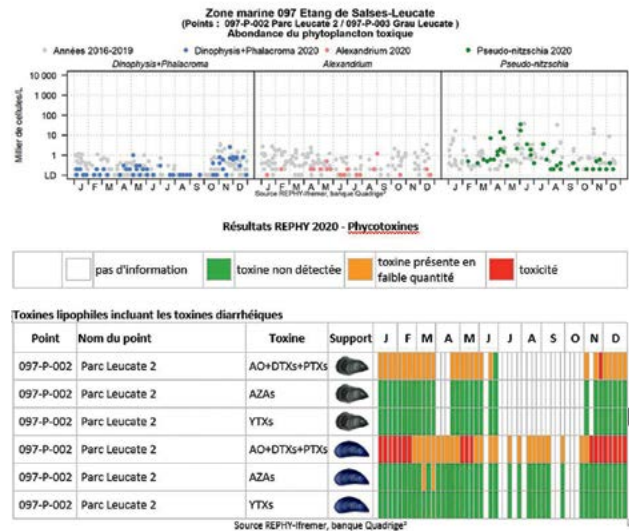 Zone marine 097 Etang de Salses-Leucate
(Points : 097-P-002 Parc Leucate 2 / 097-P-003 Grau Leucate )
Abondance du phytoplancton toxique
Années 2016-2019 Dinophysis+Phalacroma 2020 Alexandrium 2020 Pseudo-nitzschia 2020
Dinophysis+Phalacroma Alexandrium Pseudo-nitzschia
Millier de cellules/L
10 000
1 000
100
10
1
LD
J F M A M J J A S O N D J F M A M J J A S O N D J F M A M J J A S O N D
Source REPHY-Ifremer, banque Quadrige²
Résultats REPHY 2020 - Phycotoxines
pas d'information toxine non détectée toxine présente en faible quantité toxicité
Toxines lipophiles incluant les toxines diarrhéiques
Point Nom du point Toxine Support J F M A M J J A S O N D
097-P-002 Parc Leucate 2 AO+DTXs+PTXs
097-P-002 Parc Leucate 2 AZAs
097-P-002 Parc Leucate 2 YTXs
097-P-002 Parc Leucate 2 AO+DTXs+PTXs
097-P-002 Parc Leucate 2 AZAs
097-P-002 Parc Leucate 2 YTXs
Source REPHY-Ifremer, banque Quadrige²